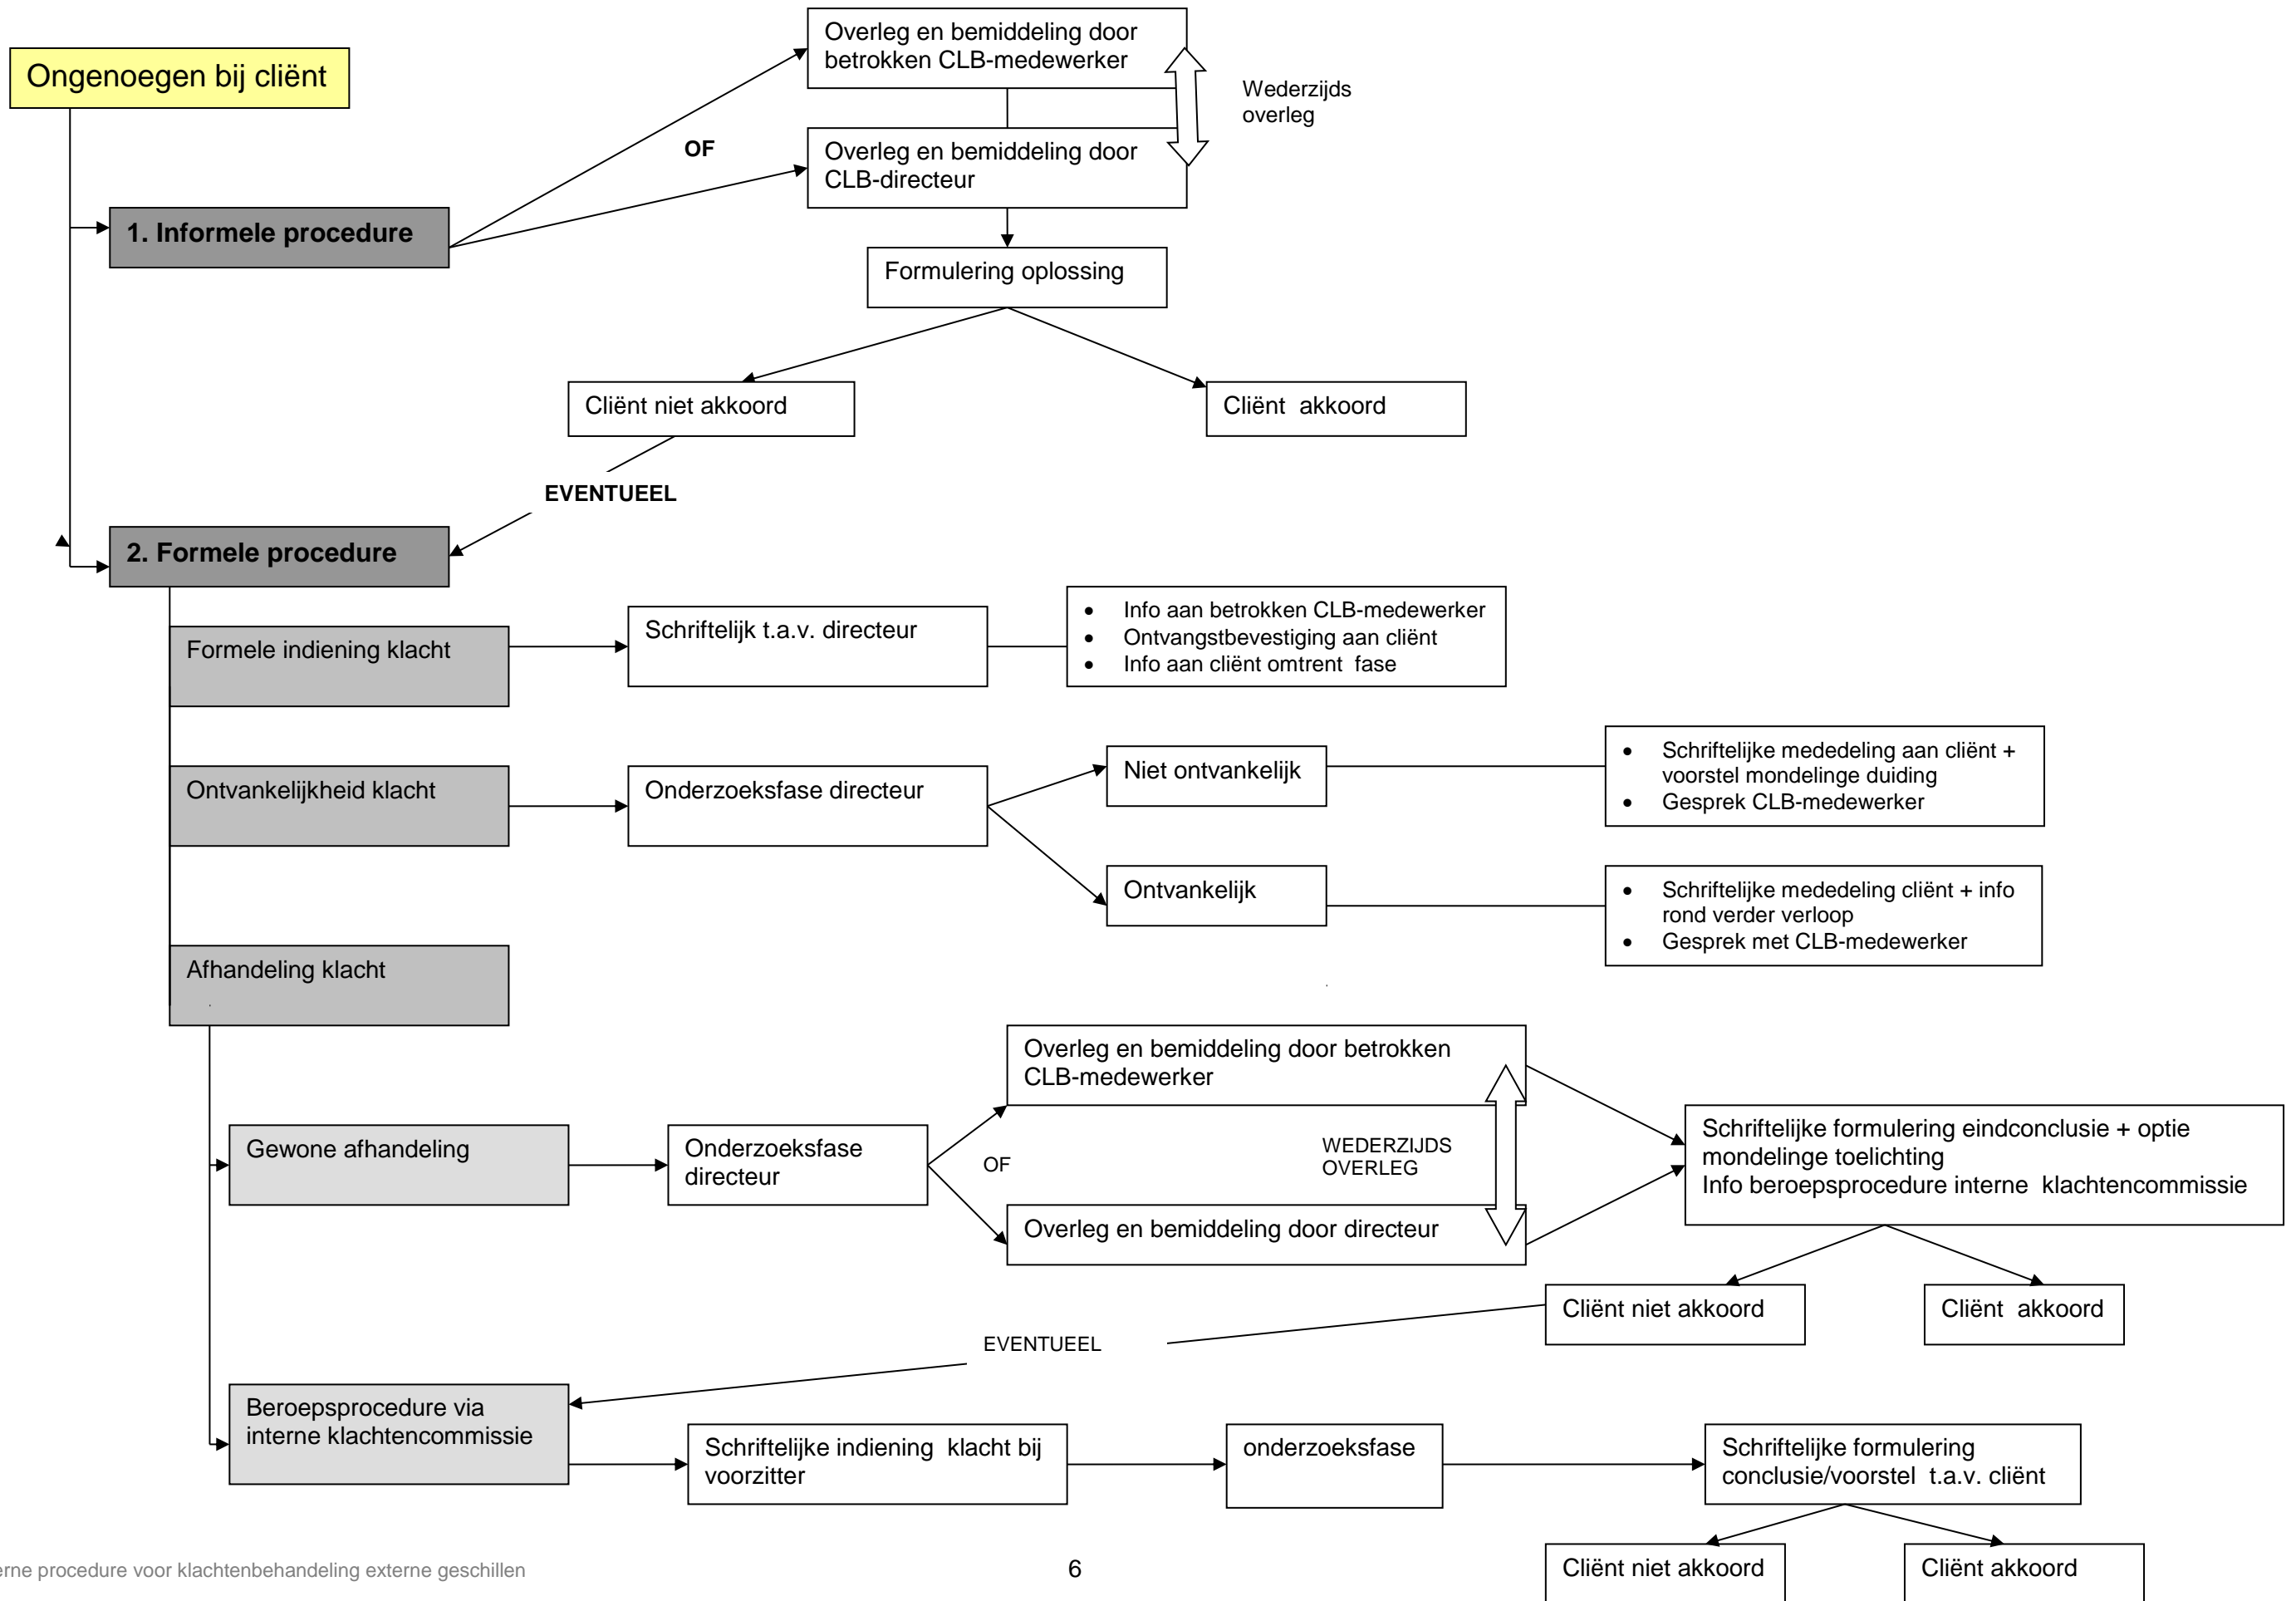 Ongenoegen bij cliënt
Overleg en bemiddeling door
betrokken CLB-medewerker
Wederzijds
overleg
OF
Overleg en bemiddeling door
CLB-directeur
1. Informele procedure
Formulering oplossing
Cliënt niet akkoord
Cliënt  akkoord
EVENTUEEL
2. Formele procedure
Formele indiening klacht
Schriftelijk t.a.v. directeur
• Info aan betrokken CLB-medewerker
• Ontvangstbevestiging aan cliënt
• Info aan cliënt omtrent  fase
Ontvankelijkheid klacht
Onderzoeksfase directeur
Niet ontvankelijk
• Schriftelijke mededeling aan cliënt +
voorstel mondelinge duiding
• Gesprek CLB-medewerker
Ontvankelijk
• Schriftelijke mededeling cliënt + info
rond verder verloop
• Gesprek met CLB-medewerker
Afhandeling klacht
Gewone afhandeling
Onderzoeksfase
directeur
OF
Overleg en bemiddeling door betrokken
CLB-medewerker
WEDERZIJDS
OVERLEG
Overleg en bemiddeling door directeur
Schriftelijke formulering eindconclusie + optie
mondelinge toelichting
Info beroepsprocedure interne  klachtencommissie
Cliënt niet akkoord
Cliënt  akkoord
EVENTUEEL
Beroepsprocedure via
interne klachtencommissie
Schriftelijke indiening  klacht bij
voorzitter
onderzoeksfase
Schriftelijke formulering
conclusie/voorstel  t.a.v. cliënt
Cliënt niet akkoord
Cliënt akkoord
erne procedure voor klachtenbehandeling externe geschillen
6